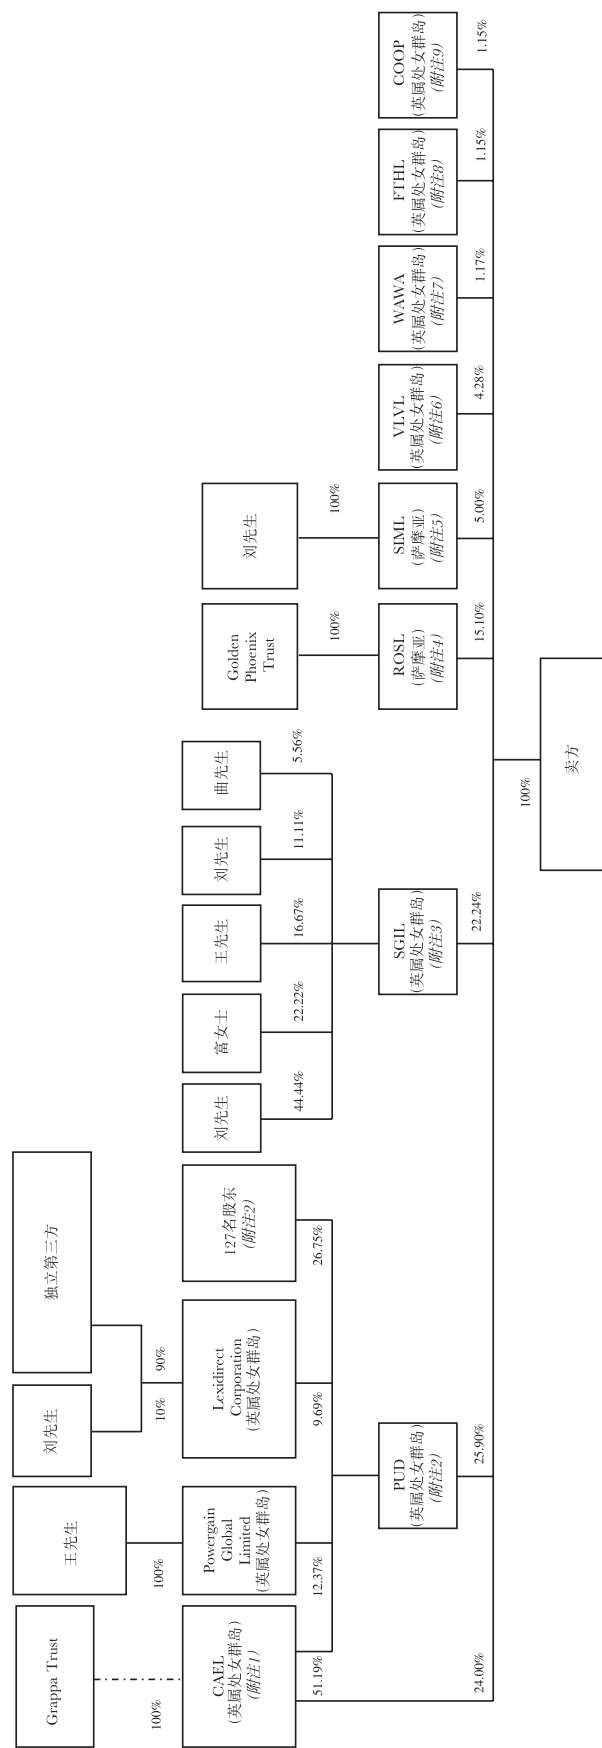 Grappa Trust
王先生
刘先生
独立第三方
100%
100%
10%
90%
CAEL
(英属处女群岛)
(附注1)
Powergain
Global
Limited
(英属处女群岛)
Lexidirect
Corporation
(英属处女群岛)
127名股东
(附注2)
刘先生
富女士
王先生
刘先生
曲先生
Golden
Phoenix
Trust
刘先生
51.19%
12.37%
9.69%
26.75%
44.44%
22.22%
16.67%
11.11%
5.56%
100%
100%
PUD
(英属处女群岛)
(附注2)
SGIL
(英属处女群岛)
(附注3)
ROSL
(萨摩亚)
(附注4)
SIML
(萨摩亚)
(附注5)
VLVL
(英属处女群岛)
(附注6)
WAWA
(英属处女群岛)
(附注7)
FTHL
(英属处女群岛)
(附注8)
COOP
(英属处女群岛)
(附注9)
24.00%
25.90%
22.24%
15.10%
5.00%
4.28%
1.17%
1.15%
1.15%
100%
卖方